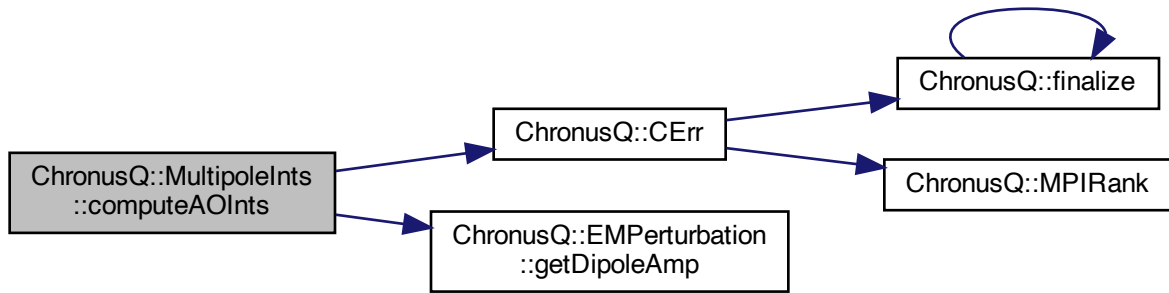 ChronusQ::MultipoleInts
::computeAOInts
ChronusQ::CErr
ChronusQ::finalize
ChronusQ::MPIRank
ChronusQ::EMPerturbation
::getDipoleAmp